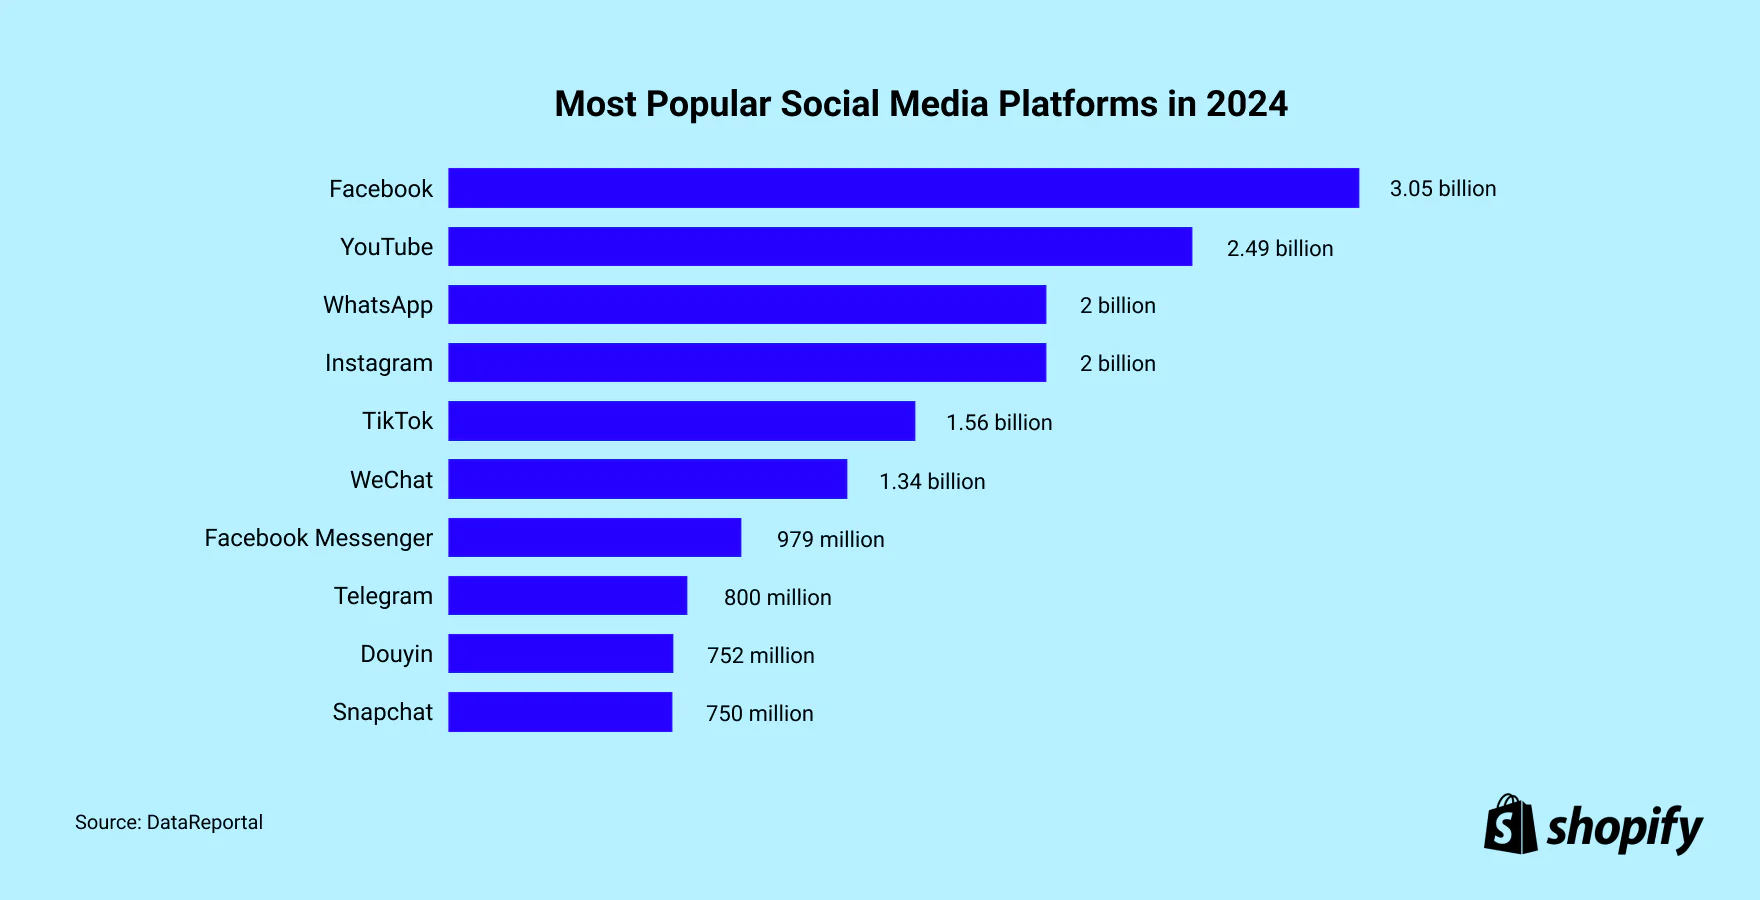 Most Popular Social Media Platforms in 2024
Facebook 3.05 billion
YouTube 2.49 billion
WhatsApp 2 billion
Instagram 2 billion
TikTok 1.56 billion
WeChat 1.34 billion
Facebook Messenger 979 million
Telegram 800 million
Douyin 752 million
Snapchat 750 million
Source: DataReportal
shopify